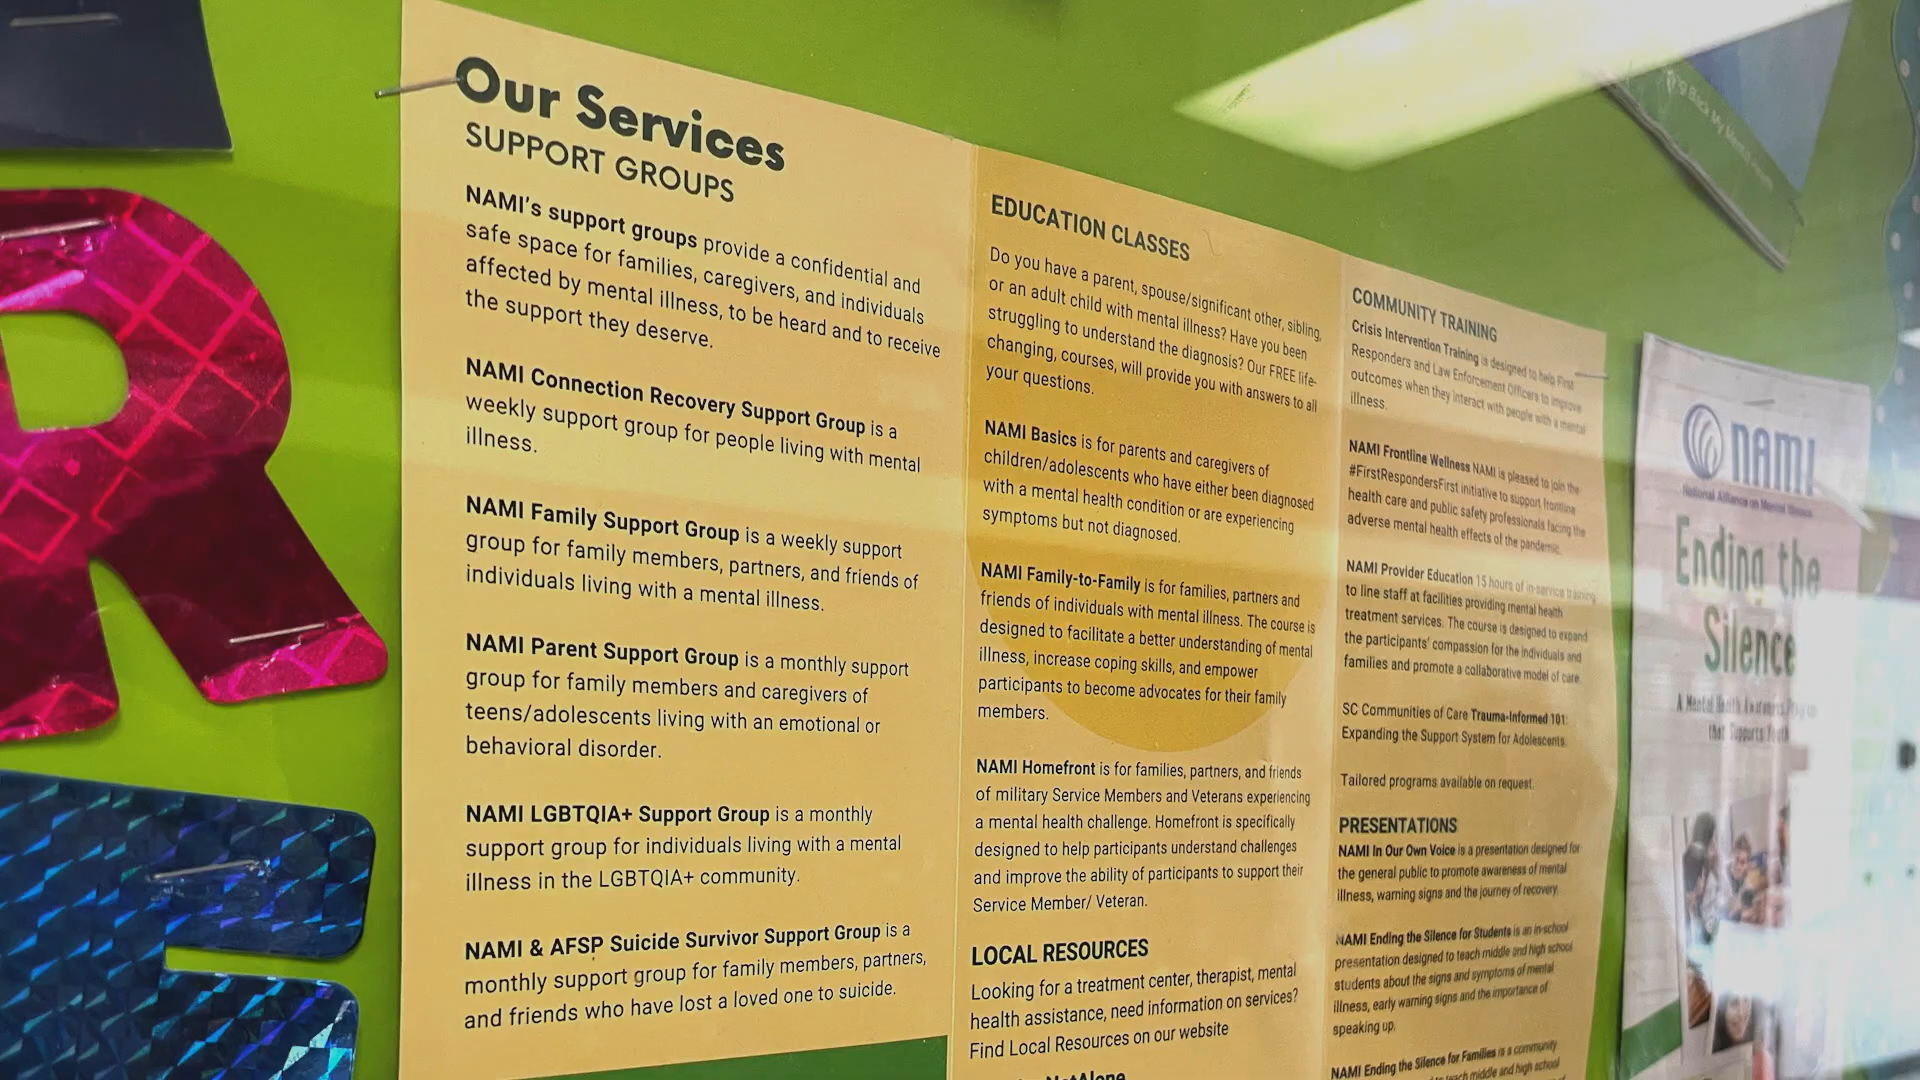 Our Services
SUPPORT GROUPS
NAMI's support groups provide a confidential and
safe space for families, caregivers, and individuals
affected by mental illness, to be heard and to receive
the support they deserve.
NAMI Connection Recovery Support Group is a
weekly support group for people living with mental
illness.
NAMI Family Support Group is a weekly support
group for family members, partners, and friends of
individuals living with a mental illness.
NAMI Parent Support Group is a monthly support
group for family members and caregivers of
teens/adolescents living with an emotional or
behavioral disorder.
NAMI LGBTQIA+ Support Group is a monthly
support group for individuals living with a mental
illness in the LGBTQIA+ community.
NAMI & AFSP Suicide Survivor Support Group is a
monthly support group for family members, partners,
and friends who have lost a loved one to suicide.
EDUCATION CLASSES
Do you have a parent, spouse/significant other, sibling,
or an adult child with mental illness? Have you been
struggling to understand the diagnosis? Our FREE life-
changing, courses, will provide you with answers to all
your questions.
NAMI Basics is for parents and caregivers of
children/adolescents who have either been diagnosed
with a mental health condition or are experiencing
symptoms but not diagnosed.
NAMI Family-to-Family is for families, partners and
friends of individuals with mental illness. The course is
designed to facilitate a better understanding of mental
illness, increase coping skills, and empower
participants to become advocates for their family
members.
NAMI Homefront is for families, partners, and friends
of military Service Members and Veterans experiencing
a mental health challenge. Homefront is specifically
designed to help participants understand challenges
and improve the ability of participants to support their
Service Member/ Veteran.
LOCAL RESOURCES
Looking for a treatment center, therapist, mental
health assistance, need information on services?
Find Local Resources on our website
COMMUNITY TRAINING
Crisis Intervention Training is designed to help First
Responders and Law Enforcement Officers to improve
outcomes when they interact with people with a mental
illness.
NAMI Frontline Wellness NAMI is pleased to join the
#FirstRespondersFirst initiative to support frontline
health care and public safety professionals facing the
adverse mental health effects of the pandemic.
NAMI Provider Education 15 hours of in-service training
to line staff at facilities providing mental health
treatment services. The course is designed to expand
the participants' compassion for the individuals and
families and promote a collaborative model of care.
SC Communities of Care Trauma-Informed 101:
Expanding the Support System for Adolescents.
Tailored programs available on request.
PRESENTATIONS
NAMI In Our Own Voice is a presentation designed for
the general public to promote awareness of mental
illness, warning signs and the journey of recovery.
NAMI Ending the Silence for Students is an in-school
presentation designed to teach middle and high school
students about the signs and symptoms of mental
illness, early warning signs and the importance of
speaking up.
NAMI Ending the Silence for Families is a community
teach middle and high school
NAMI
National Alliance on Mental Illness
Ending the
Silence
A Mental Health Awareness Program
that Supports Youth
R